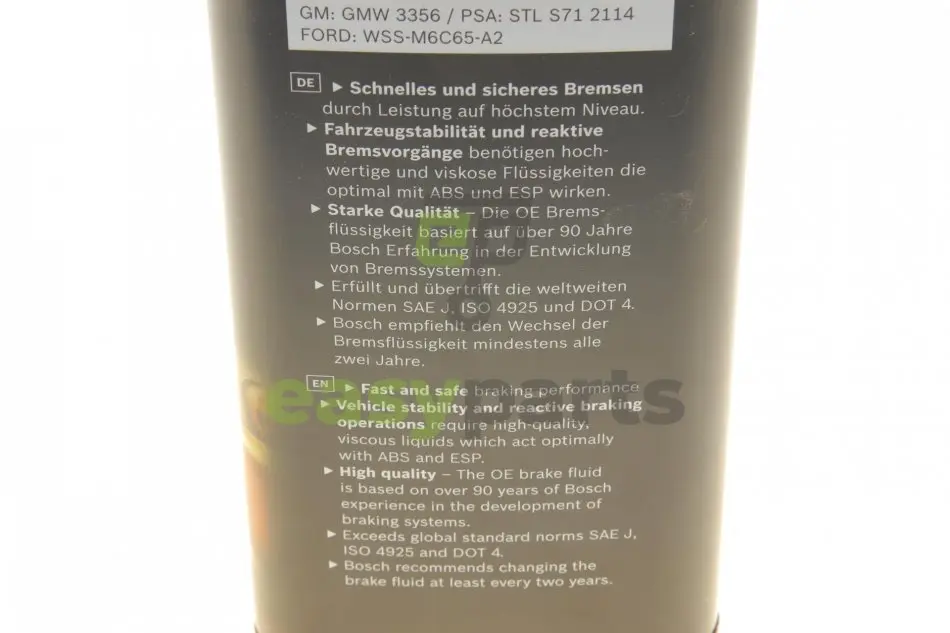 GM: GMW 3356 / PSA: STL S71 2114
FORD: WSS-M6C65-A2
DE ► Schnelles und sicheres Bremsen
durch Leistung auf höchstem Niveau.
► Fahrzeugstabilität und reaktive
Bremsvorgänge benötigen hoch-
wertige und viskose Flüssigkeiten die
optimal mit ABS und ESP wirken.
► Starke Qualität – Die OE Brems-
flüssigkeit basiert auf über 90 Jahre
Bosch Erfahrung in der Entwicklung
von Bremssystemen.
► Erfüllt und übertrifft die weltweiten
Normen SAE J, ISO 4925 und DOT 4.
► Bosch empfiehlt den Wechsel der
Bremsflüssigkeit mindestens alle
zwei Jahre.
EN ► Fast and safe braking performance
► Vehicle stability and reactive braking
operations require high-quality,
viscous liquids which act optimally
with ABS and ESP.
► High quality – The OE brake fluid
is based on over 90 years of Bosch
experience in the development of
braking systems.
► Exceeds global standard norms SAE J,
ISO 4925 and DOT 4.
► Bosch recommends changing the
brake fluid at least every two years.
ep
easyparts